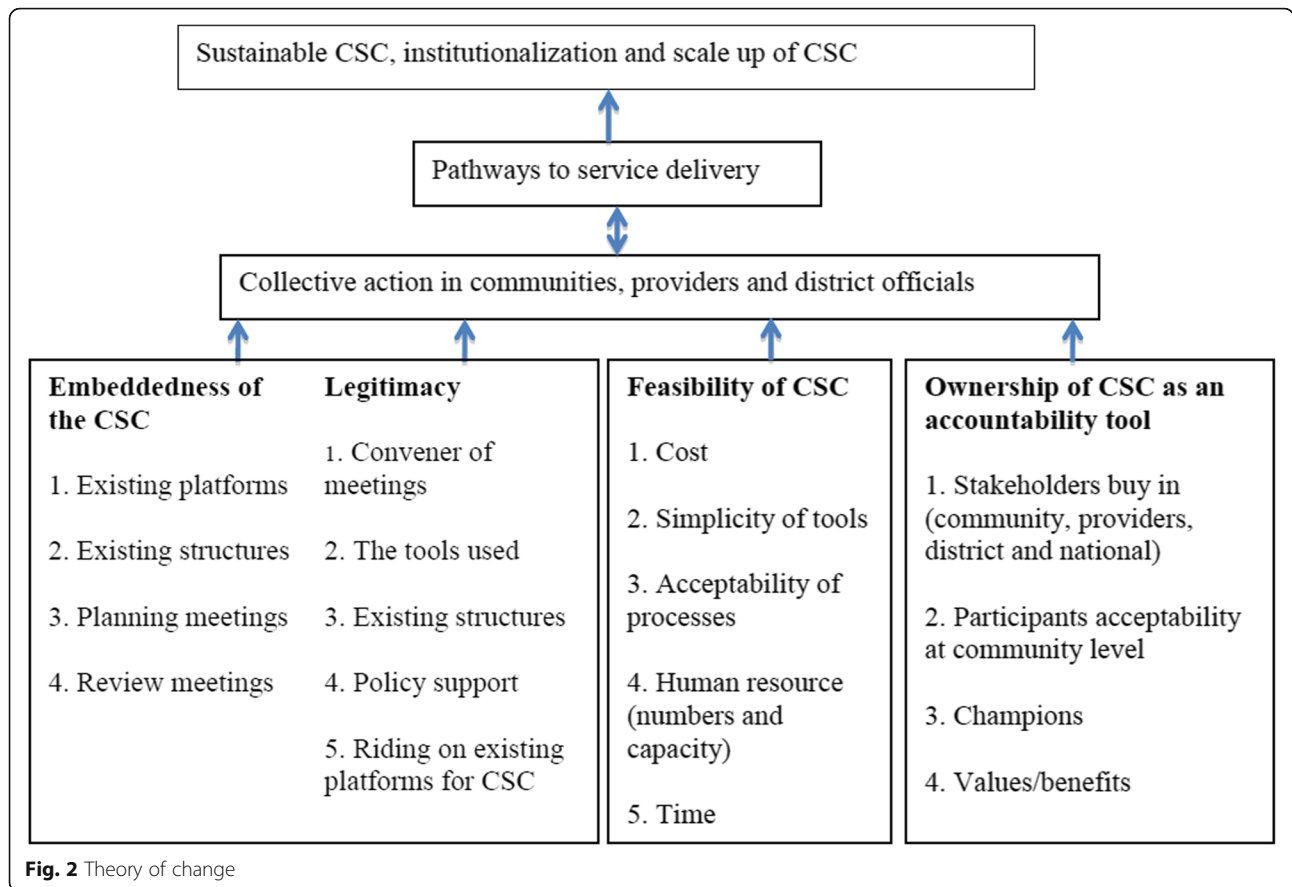 Sustainable CSC, institutionalization and scale up of CSC
Pathways to service delivery
Collective action in communities, providers and district officials
Embeddedness of
the CSC
1. Existing platforms
2. Existing structures
3. Planning meetings
4. Review meetings
Legitimacy
1. Convener of
meetings
2. The tools used
3. Existing structures
4. Policy support
5. Riding on existing
platforms for CSC
Feasibility of CSC
1. Cost
2. Simplicity of tools
3. Acceptability of
processes
4. Human resource
(numbers and
capacity)
5. Time
Ownership of CSC as an
accountability tool
1. Stakeholders buy in
(community, providers,
district and national)
2. Participants acceptability
at community level
3. Champions
4. Values/benefits
Fig. 2 Theory of change